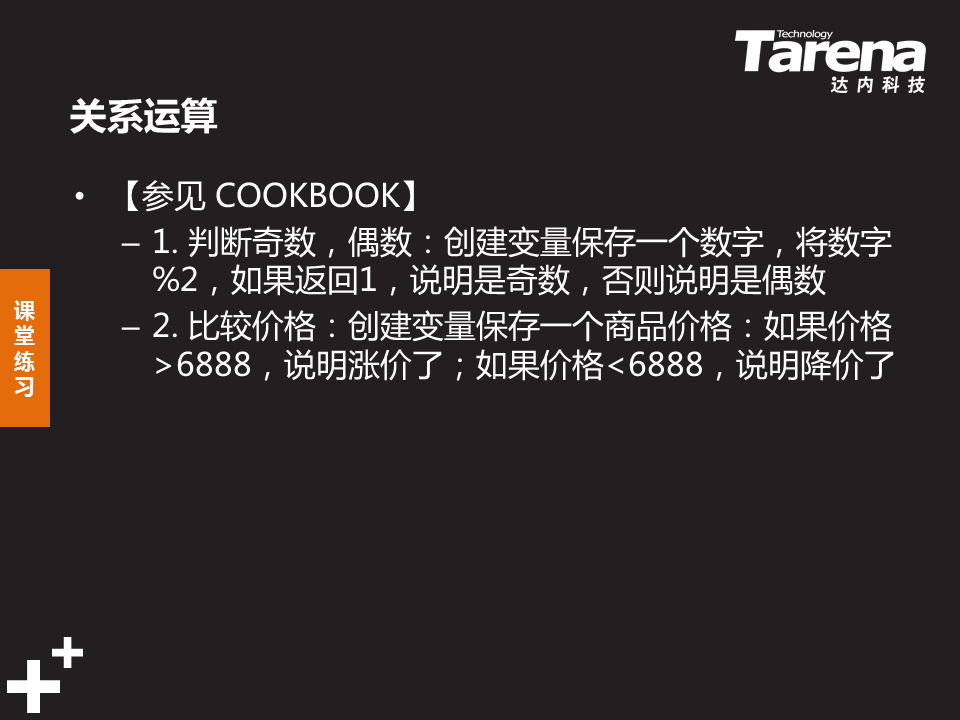 Technology
Tarena
达内科技
关系运算
• 【参见 COOKBOOK】
– 1. 判断奇数，偶数：创建变量保存一个数字，将数字
%2，如果返回1，说明是奇数，否则说明是偶数
– 2. 比较价格：创建变量保存一个商品价格：如果价格
>6888，说明涨价了；如果价格<6888，说明降价了
课
堂
练
习